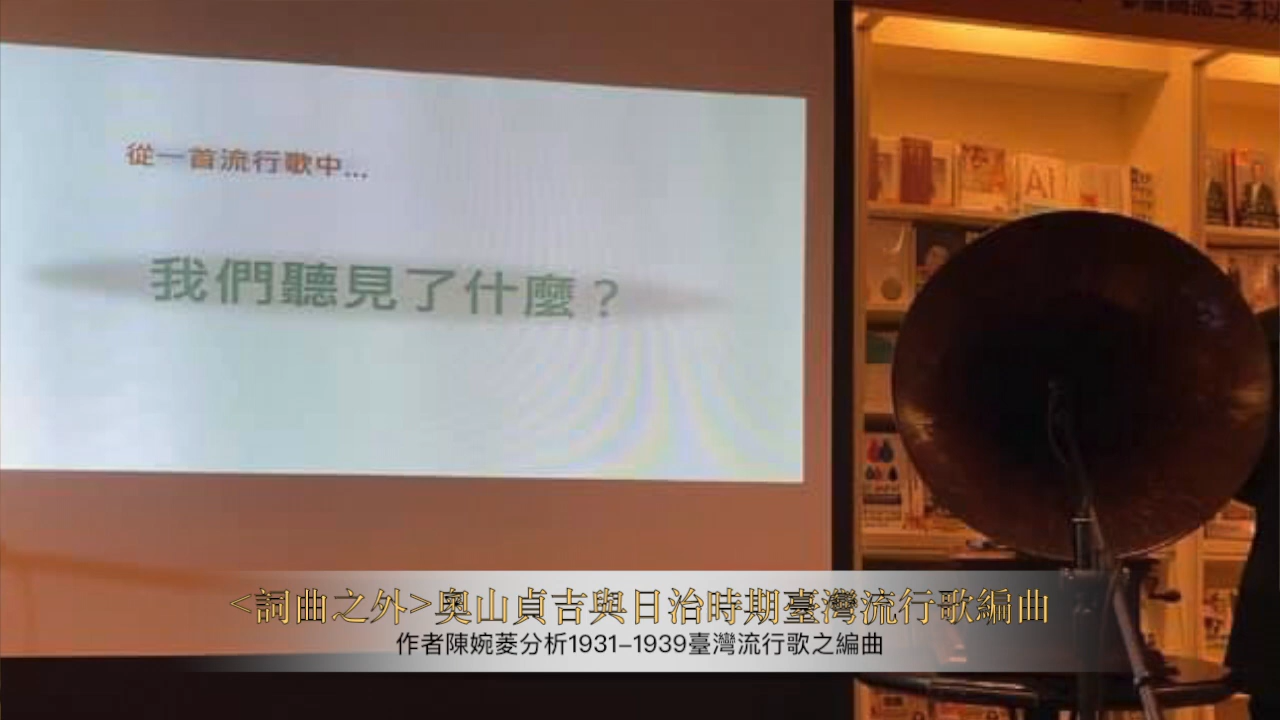 從一首流行歌中...
我們聽見了什麼？
Ai
<詞曲之外>奧山貞吉與日治時期臺灣流行歌編曲
作者陳婉菱分析1931–1939臺灣流行歌之編曲